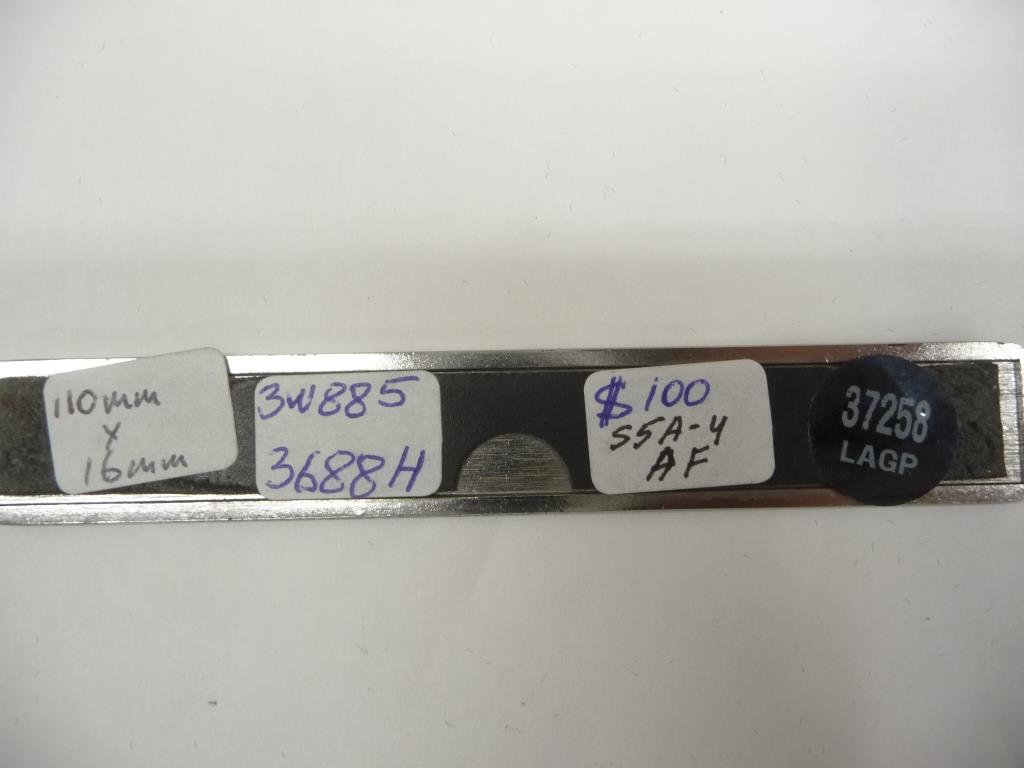 110mm
x
16mm
3W885
3688H
$100
S5A-4
AF
37258
LAGP